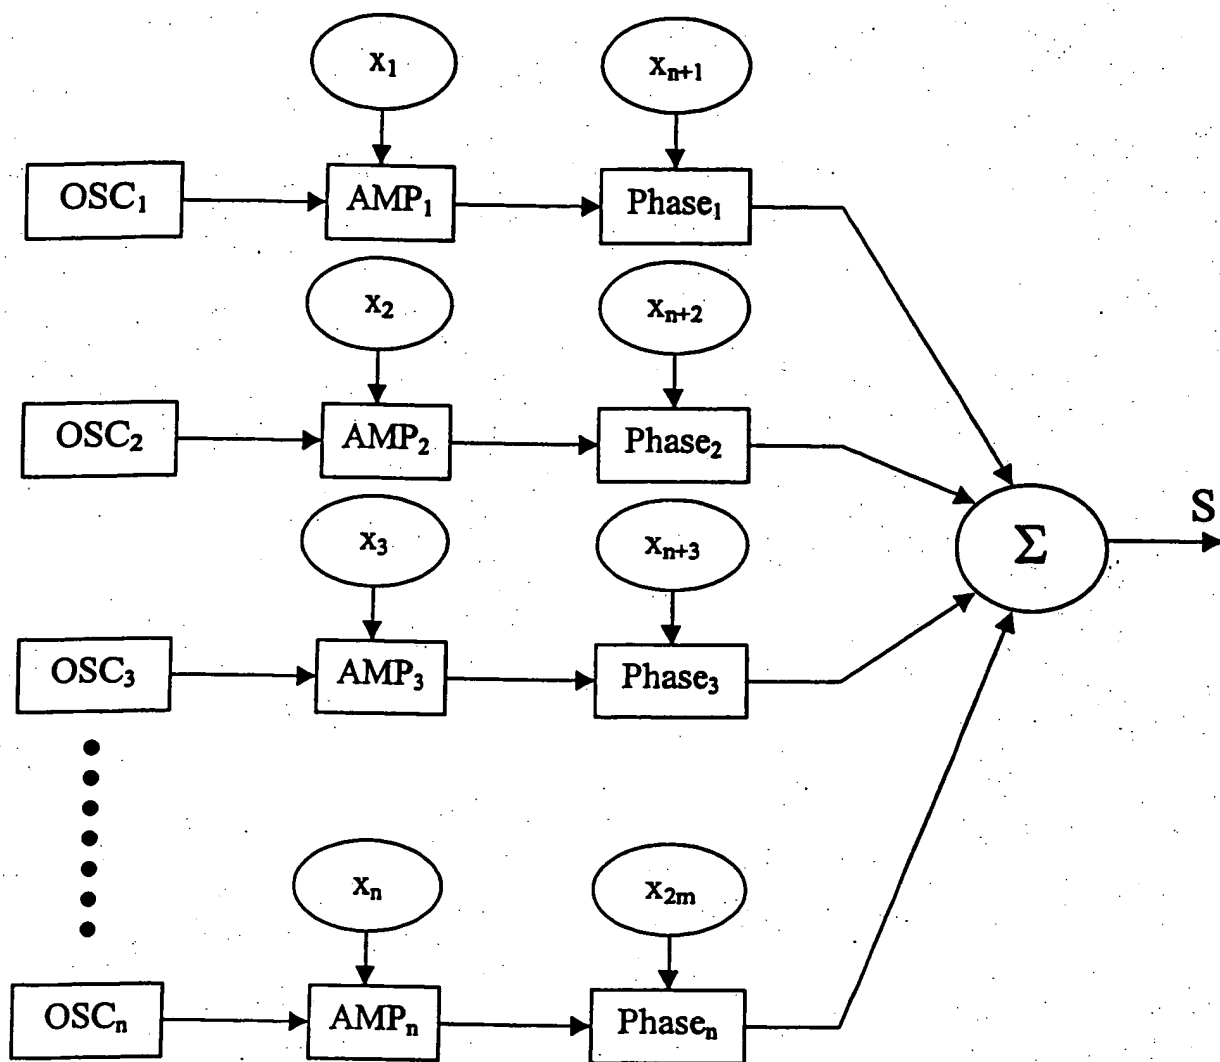 x₁ xₙ₊₁
OSC₁ AMP₁ Phase₁
x₂ xₙ₊₂
OSC₂ AMP₂ Phase₂
S
x₃ xₙ₊₃ Σ
OSC₃ AMP₃ Phase₃
xₙ x₂ₘ
OSCₙ AMPₙ Phaseₙ